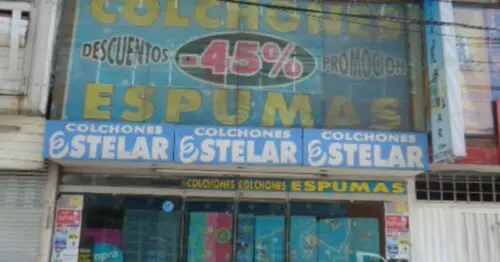 COLCHONES
DESCUENTOS -45% PROMOCION
ESPUMAS
COLCHONES COLCHONES COLCHONES
ESTELAR ESTELAR ESTELAR
COLCHONES COLCHONES ESPUMAS